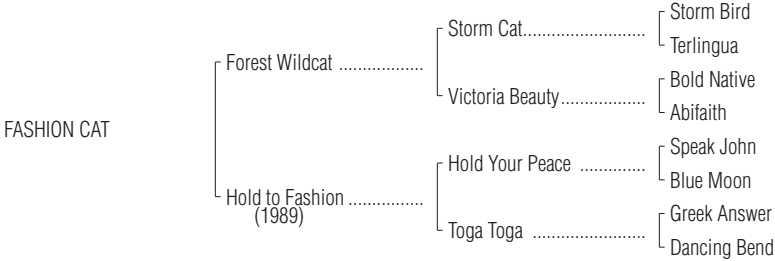 Storm Bird
Storm Cat..........................
Terlingua
Forest Wildcat ..................
Bold Native
Victoria Beauty..................
Abifaith
FASHION CAT
Speak John
Hold Your Peace ..............
Blue Moon
Hold to Fashion ................
(1989)
Greek Answer
Toga Toga ........................
Dancing Bend